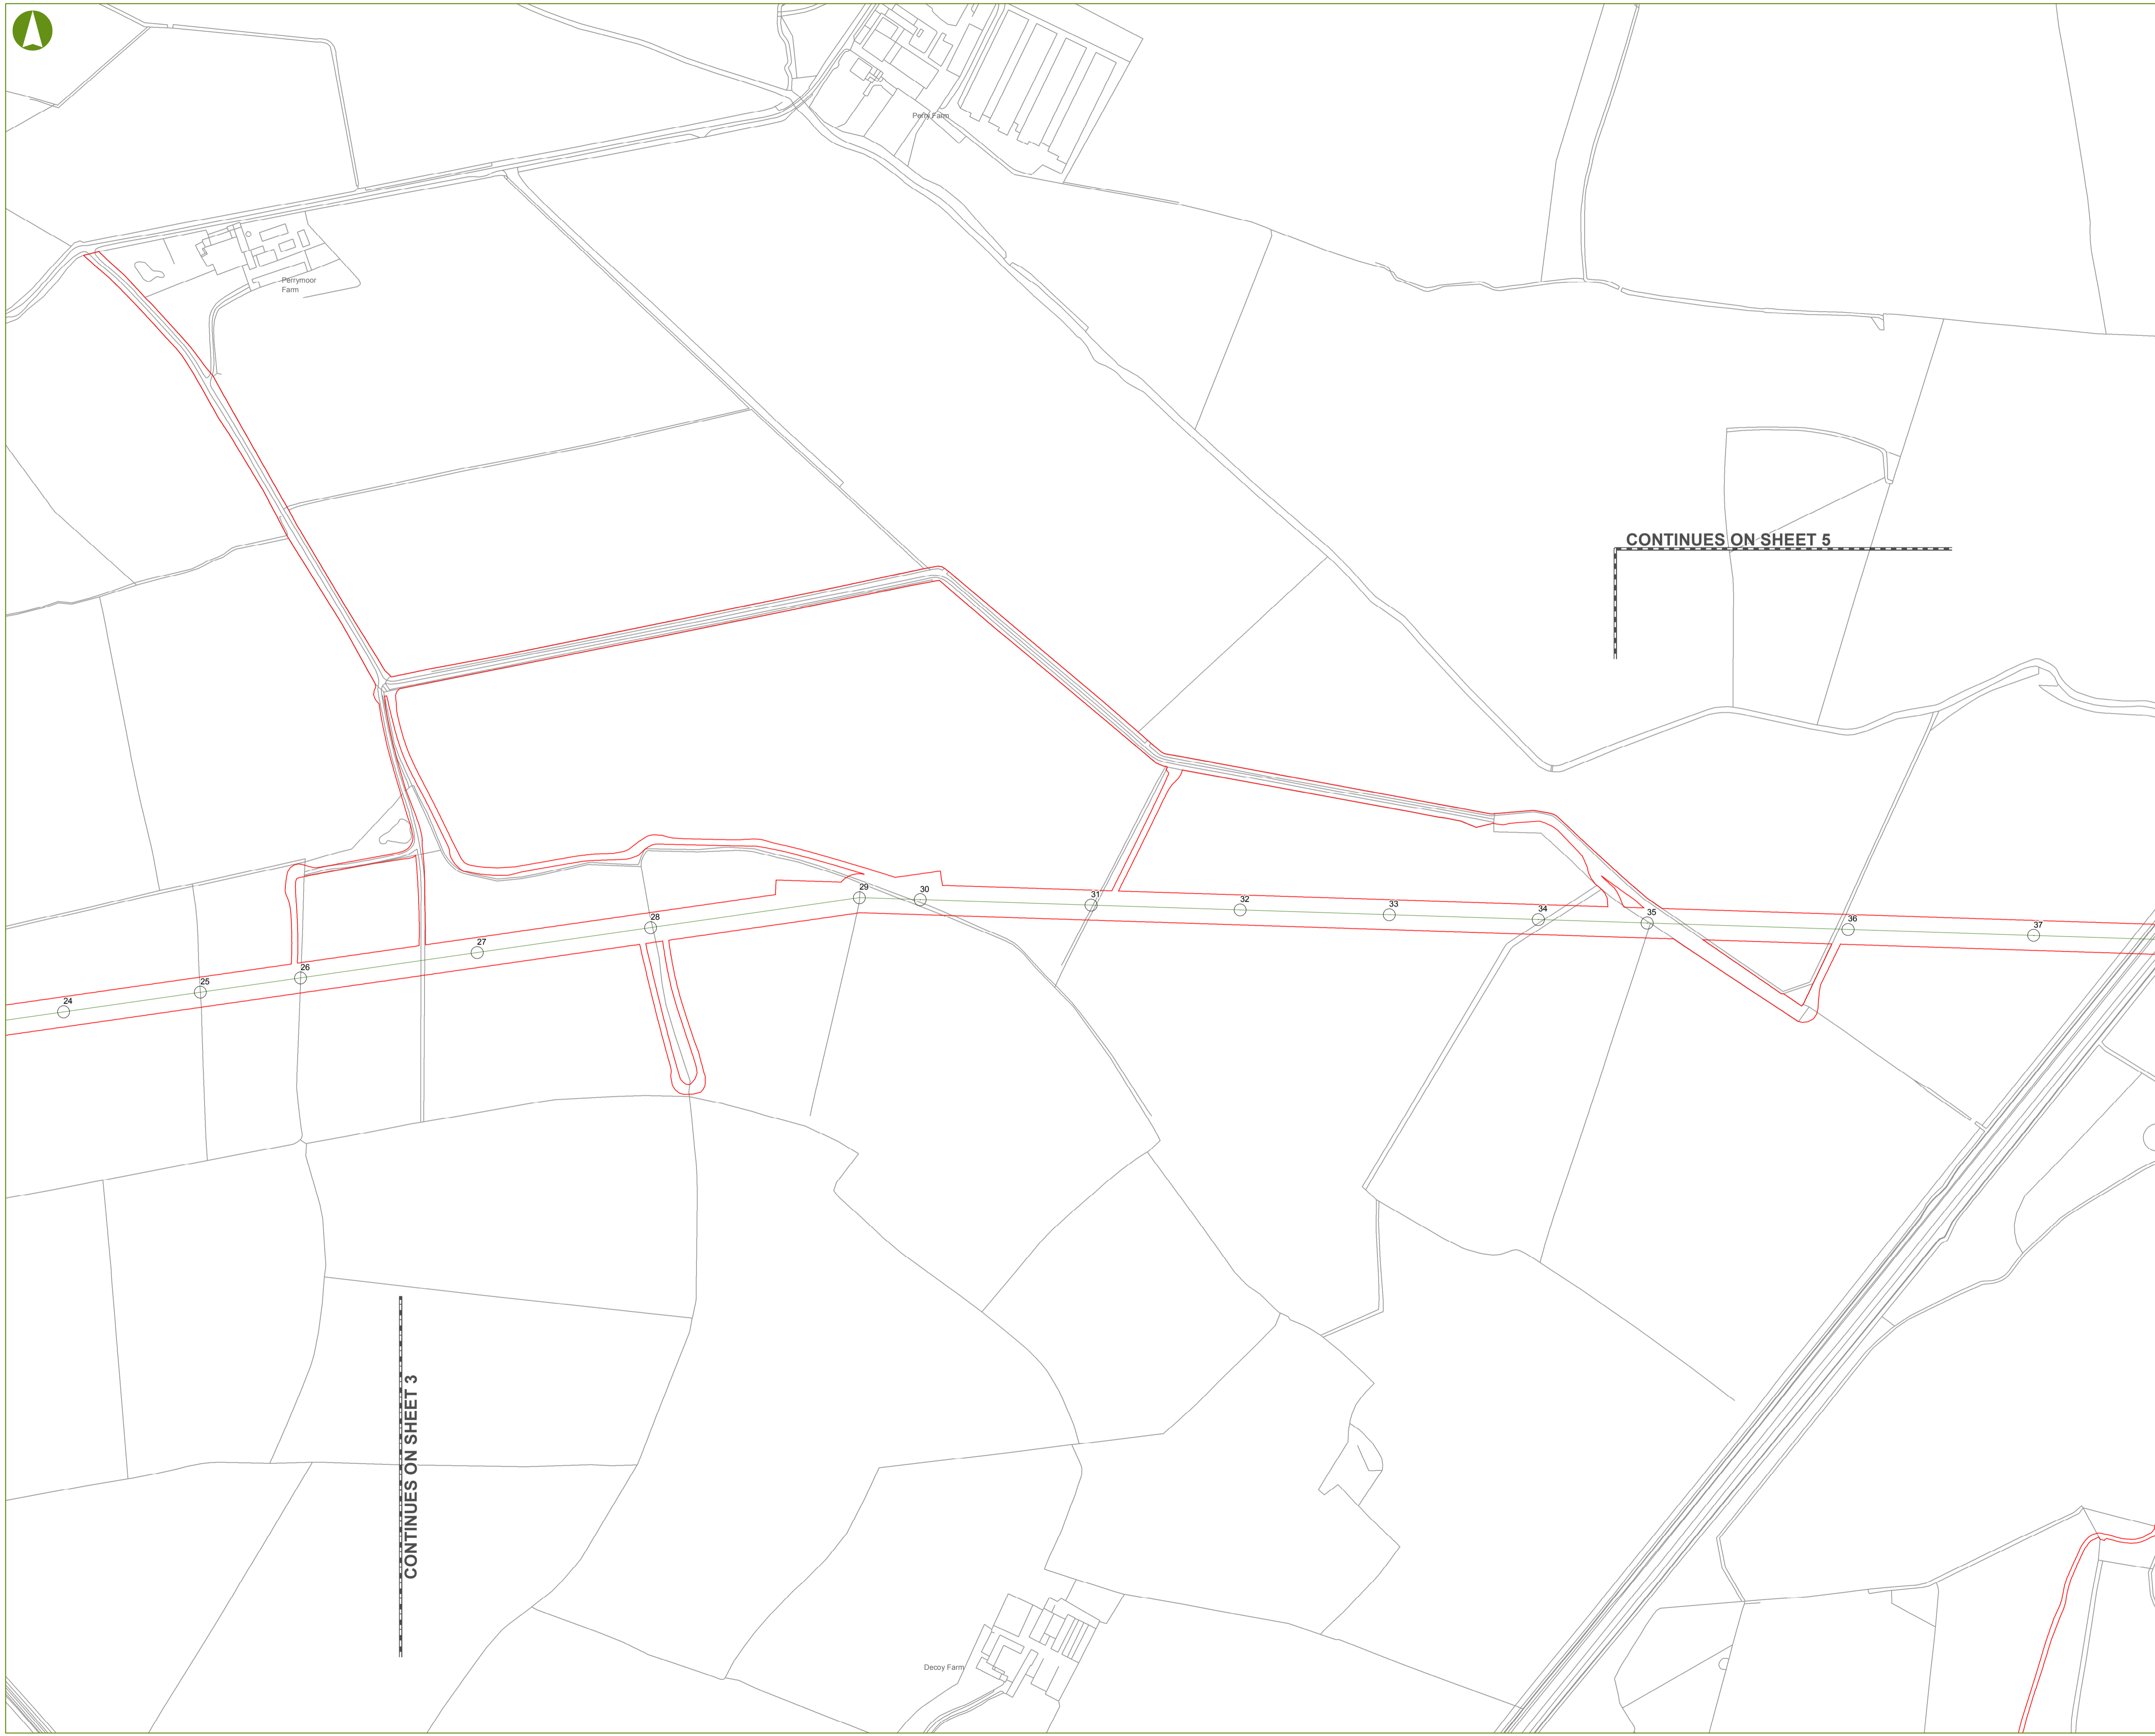 Perry Farm
Perrymoor
Farm
CONTINUES ON SHEET 5
29
30
31
32
33
34
35
36
37
28
27
26
25
24
CONTINUES ON SHEET 3
Decoy Farm